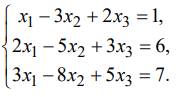 x₁ − 3x₂ + 2x₃ = 1,
2x₁ − 5x₂ + 3x₃ = 6,
3x₁ − 8x₂ + 5x₃ = 7.